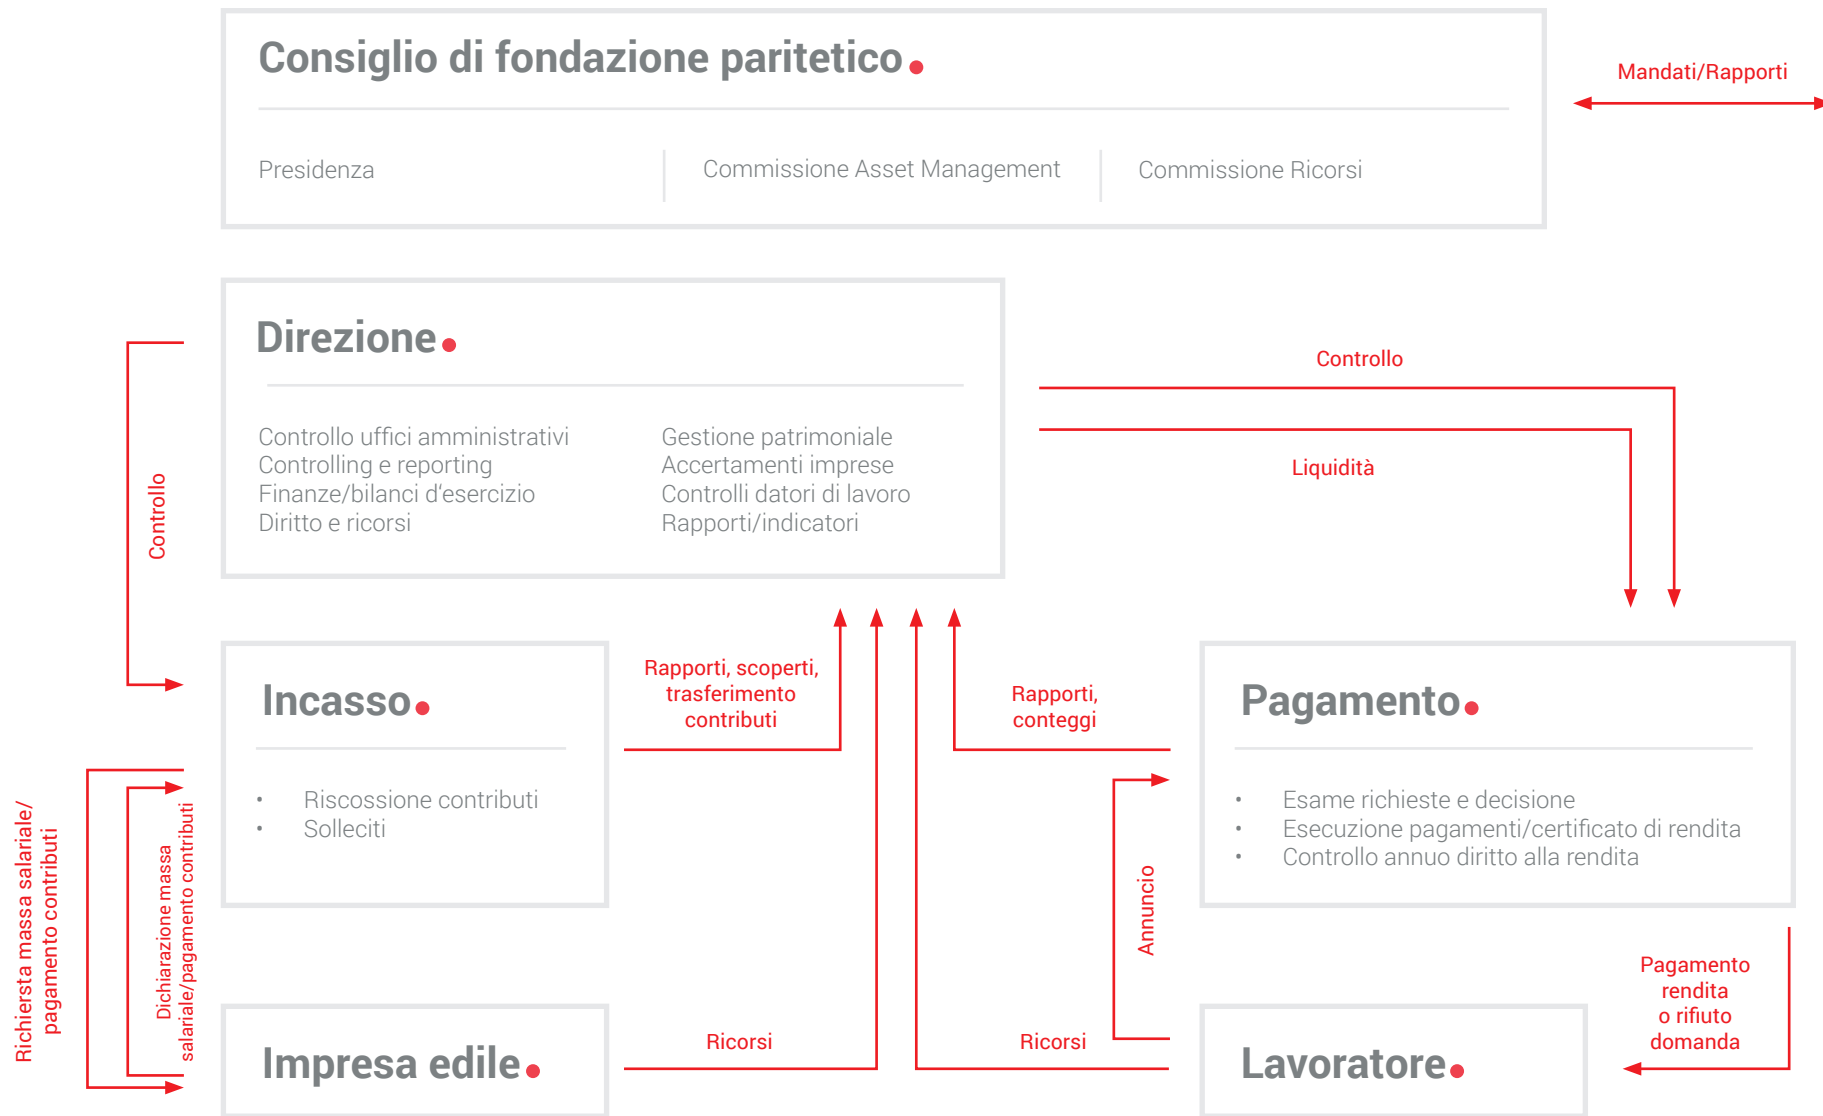 Consiglio di fondazione paritetico
Mandati/Rapporti
Presidenza
Commissione Asset Management
Commissione Ricorsi
Direzione
Controllo uffici amministrativi
Controlling e reporting
Finanze/bilanci d‘esercizio
Diritto e ricorsi
Gestione patrimoniale
Accertamenti imprese
Controlli datori di lavoro
Rapporti/indicatori
Controllo
Controllo
Liquidità
Incasso
• Riscossione contributi
• Solleciti
Rapporti, scoperti,
trasferimento
contributi
Rapporti,
conteggi
Pagamento
• Esame richieste e decisione
• Esecuzione pagamenti/certificato di rendita
• Controllo annuo diritto alla rendita
Richiersta massa salariale/
pagamento contributi
Dichiarazione massa
salariale/pagamento contributi
Annuncio
Pagamento
rendita
o rifiuto
domanda
Impresa edile
Ricorsi
Ricorsi
Lavoratore